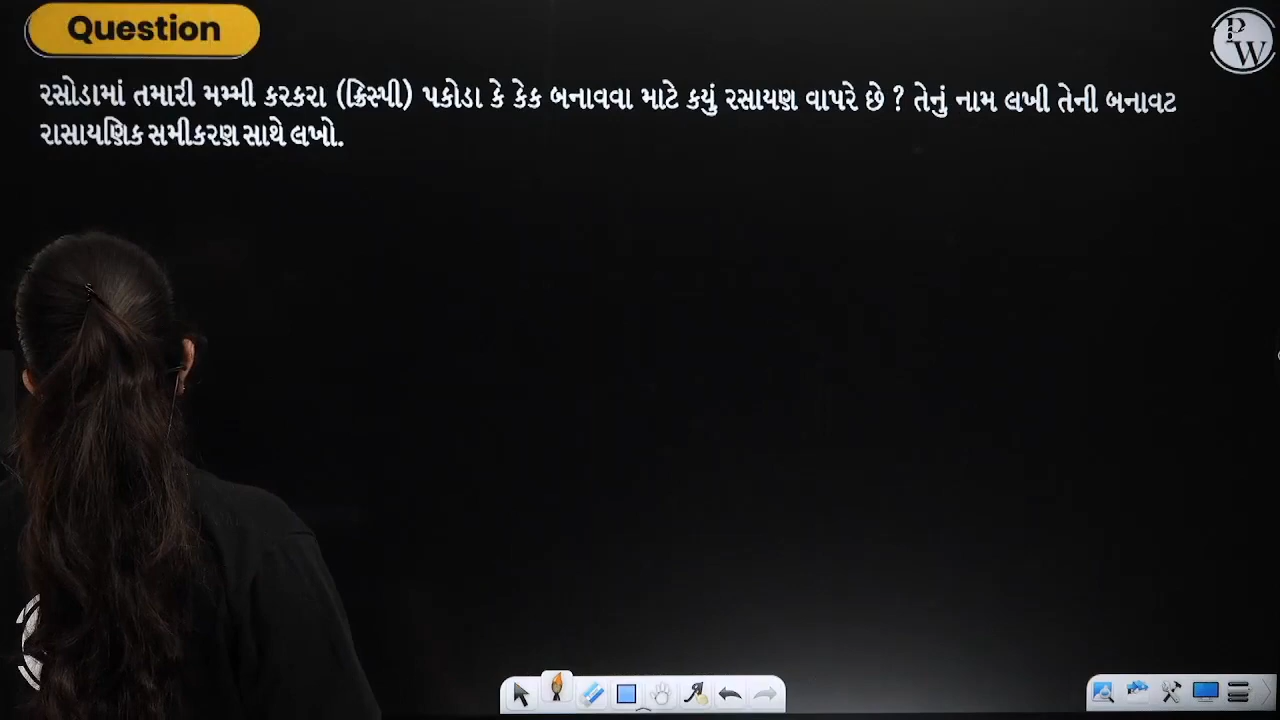 Question
રસોડામાં તમારી મમ્મી કરકરા (ક્રિસ્પી) પકોડા કે કેક બનાવવા માટે કયું રસાયણ વાપરે છે ? તેનું નામ લખી તેની બનાવટ
રાસાયણિક સમીકરણ સાથે લખો.
PW